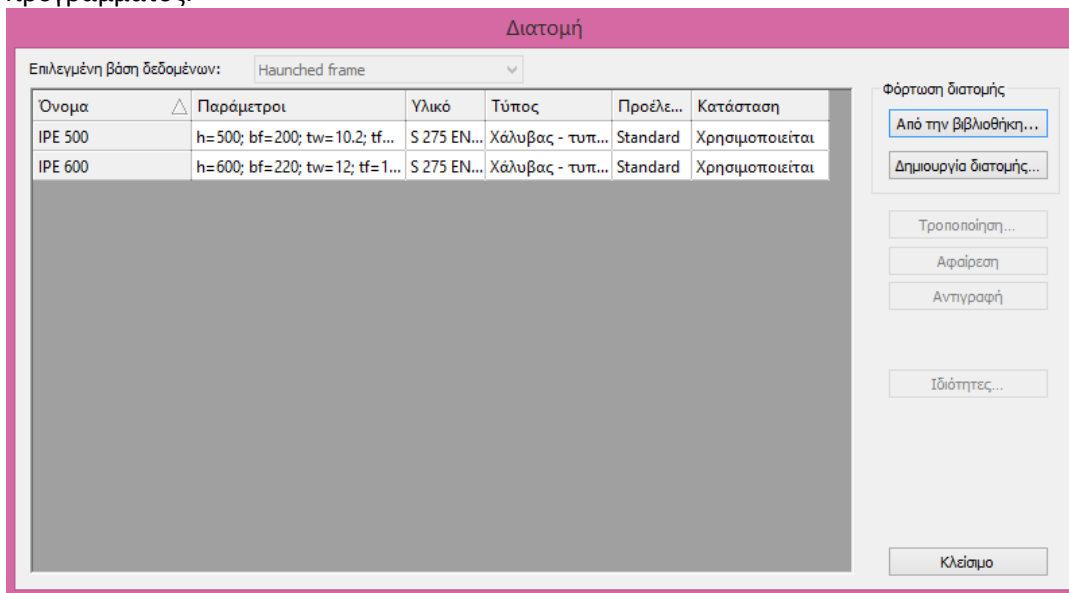 Διατομή
Επιλεγμένη βάση δεδομένων: Haunched frame
Όνομα Παράμετροι Υλικό Τύπος Προέλε... Κατάσταση
IPE 500 h=500; bf=200; tw=10.2; tf... S 275 EN... Χάλυβας - τυπ... Standard Χρησιμοποιείται
IPE 600 h=600; bf=220; tw=12; tf=1... S 275 EN... Χάλυβας - τυπ... Standard Χρησιμοποιείται
Φόρτωση διατομής
Από την βιβλιοθήκη...
Δημιουργία διατομής...
Τροποποίηση...
Αφαίρεση
Αντιγραφή
Ιδιότητες...
Κλείσιμο